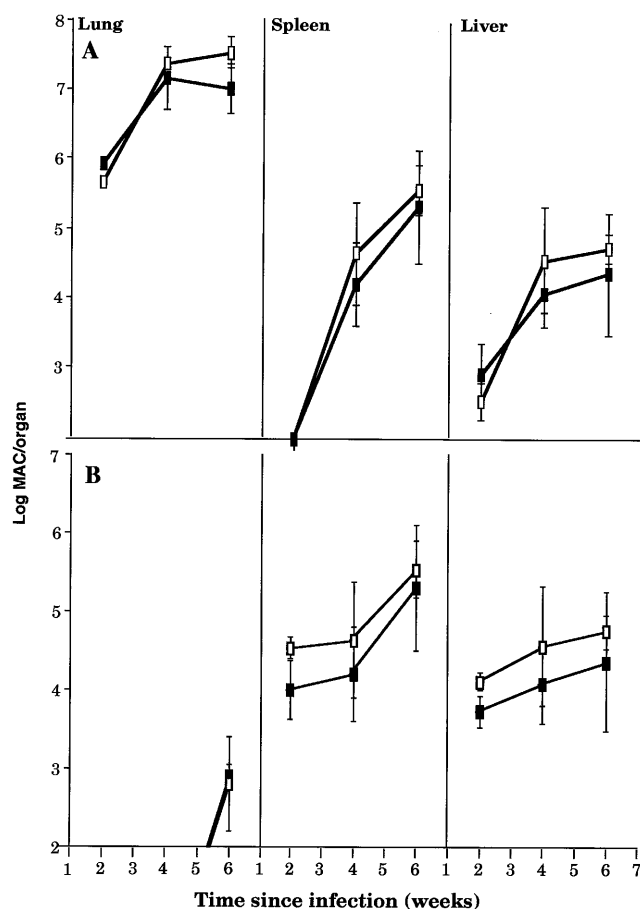 Lung Spleen Liver
A
8
7
6
5
4
3
Log MAC/organ
B
7
6
5
4
3
2
1 2 3 4 5 6 1 2 3 4 5 6 1 2 3 4 5 6 7
Time since infection (weeks)